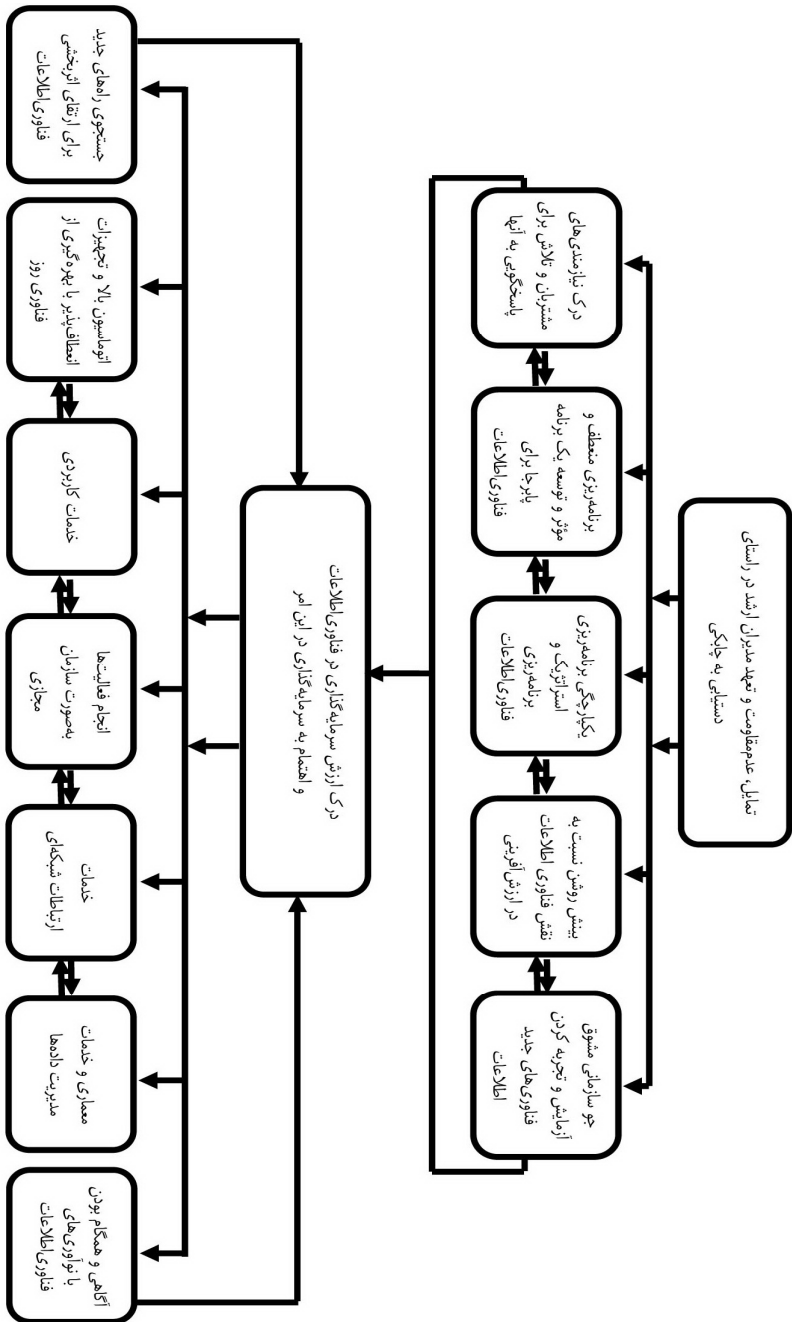 تمایل، عدم‌مقاومت و تعهد مدیران ارشد در راستای
دستیابی به چابکی
جو سازمانی مشوق
آزمایش و تجربه کردن
فناوری‌های جدید
اطلاعات
بینش روشن نسبت به
نقش فناوری اطلاعات
در ارزش‌آفرینی
یکپارچگی برنامه‌ریزی
استراتژیک و
برنامه‌ریزی
فناوری‌اطلاعات
برنامه‌ریزی منعطف و
مؤثر و توسعه یک برنامه
پابرجا برای
فناوری‌اطلاعات
درک نیازمندی‌های
مشتریان و تلاش برای
پاسخگویی به آنها
درک ارزش سرمایه‌گذاری در فناوری‌اطلاعات
و اهتمام به سرمایه‌گذاری در این امر
آگاهی و همگام بودن
با نوآوری‌های
فناوری‌اطلاعات
معماری و خدمات
مدیریت داده‌ها
خدمات
ارتباطات شبکه‌ای
انجام فعالیت‌ها
به‌صورت سازمان
مجازی
خدمات کاربردی
اتوماسیون بالا و تجهیزات
انعطاف‌پذیر با بهره‌گیری از
فناوری روز
جستجوی راه‌های جدید
برای ارتقای اثربخشی
فناوری‌اطلاعات